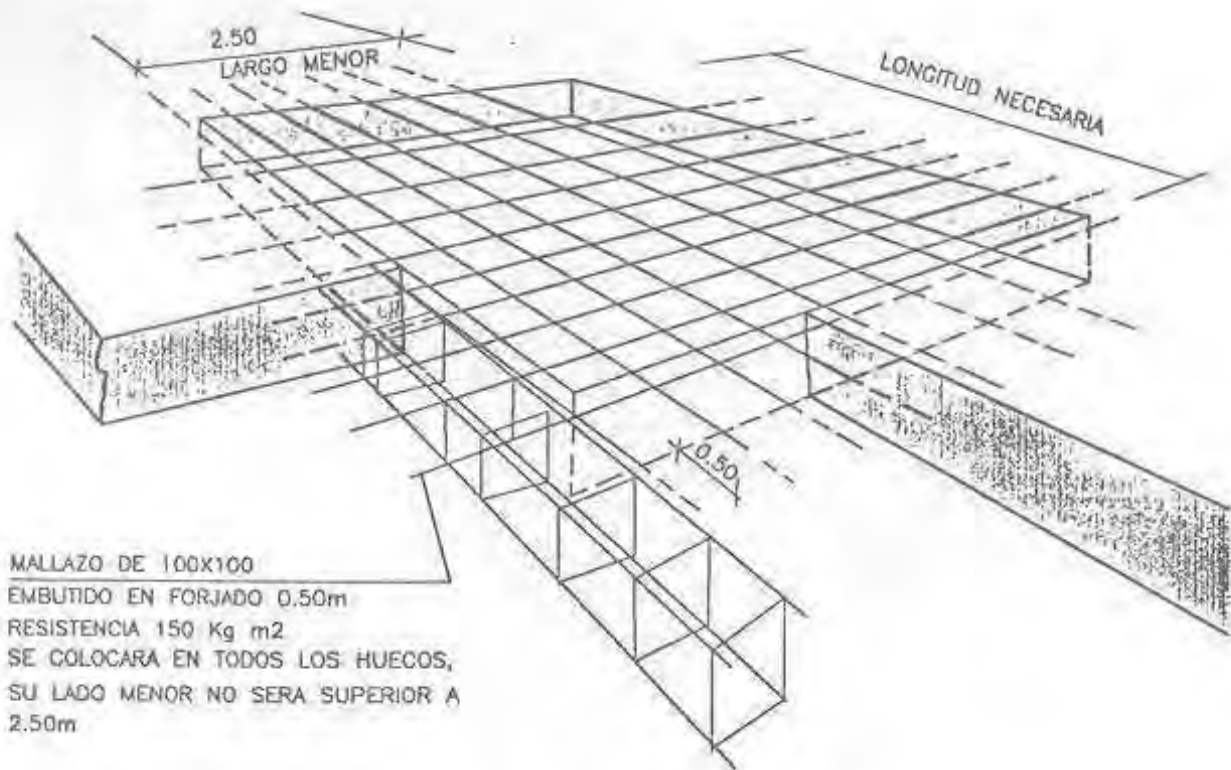 2.50
LARGO MENOR
LONGITUD NECESARIA
0.50
MALLAZO DE 100X100
EMBUTIDO EN FORJADO 0.50m
RESISTENCIA 150 Kg m2
SE COLOCARA EN TODOS LOS HUECOS,
SU LADO MENOR NO SERA SUPERIOR A
2.50m